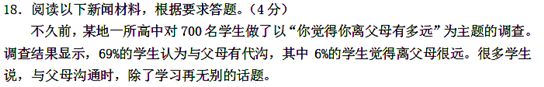 18．阅读以下新闻材料，根据要求答题。（4 分）
不久前，某地一所高中对 700 名学生做了以“你觉得你离父母有多远”为主题的调查。
调查结果显示，69%的学生认为与父母有代沟，其中 6%的学生觉得离父母很远。很多学生
说，与父母沟通时，除了学习再无别的话题。